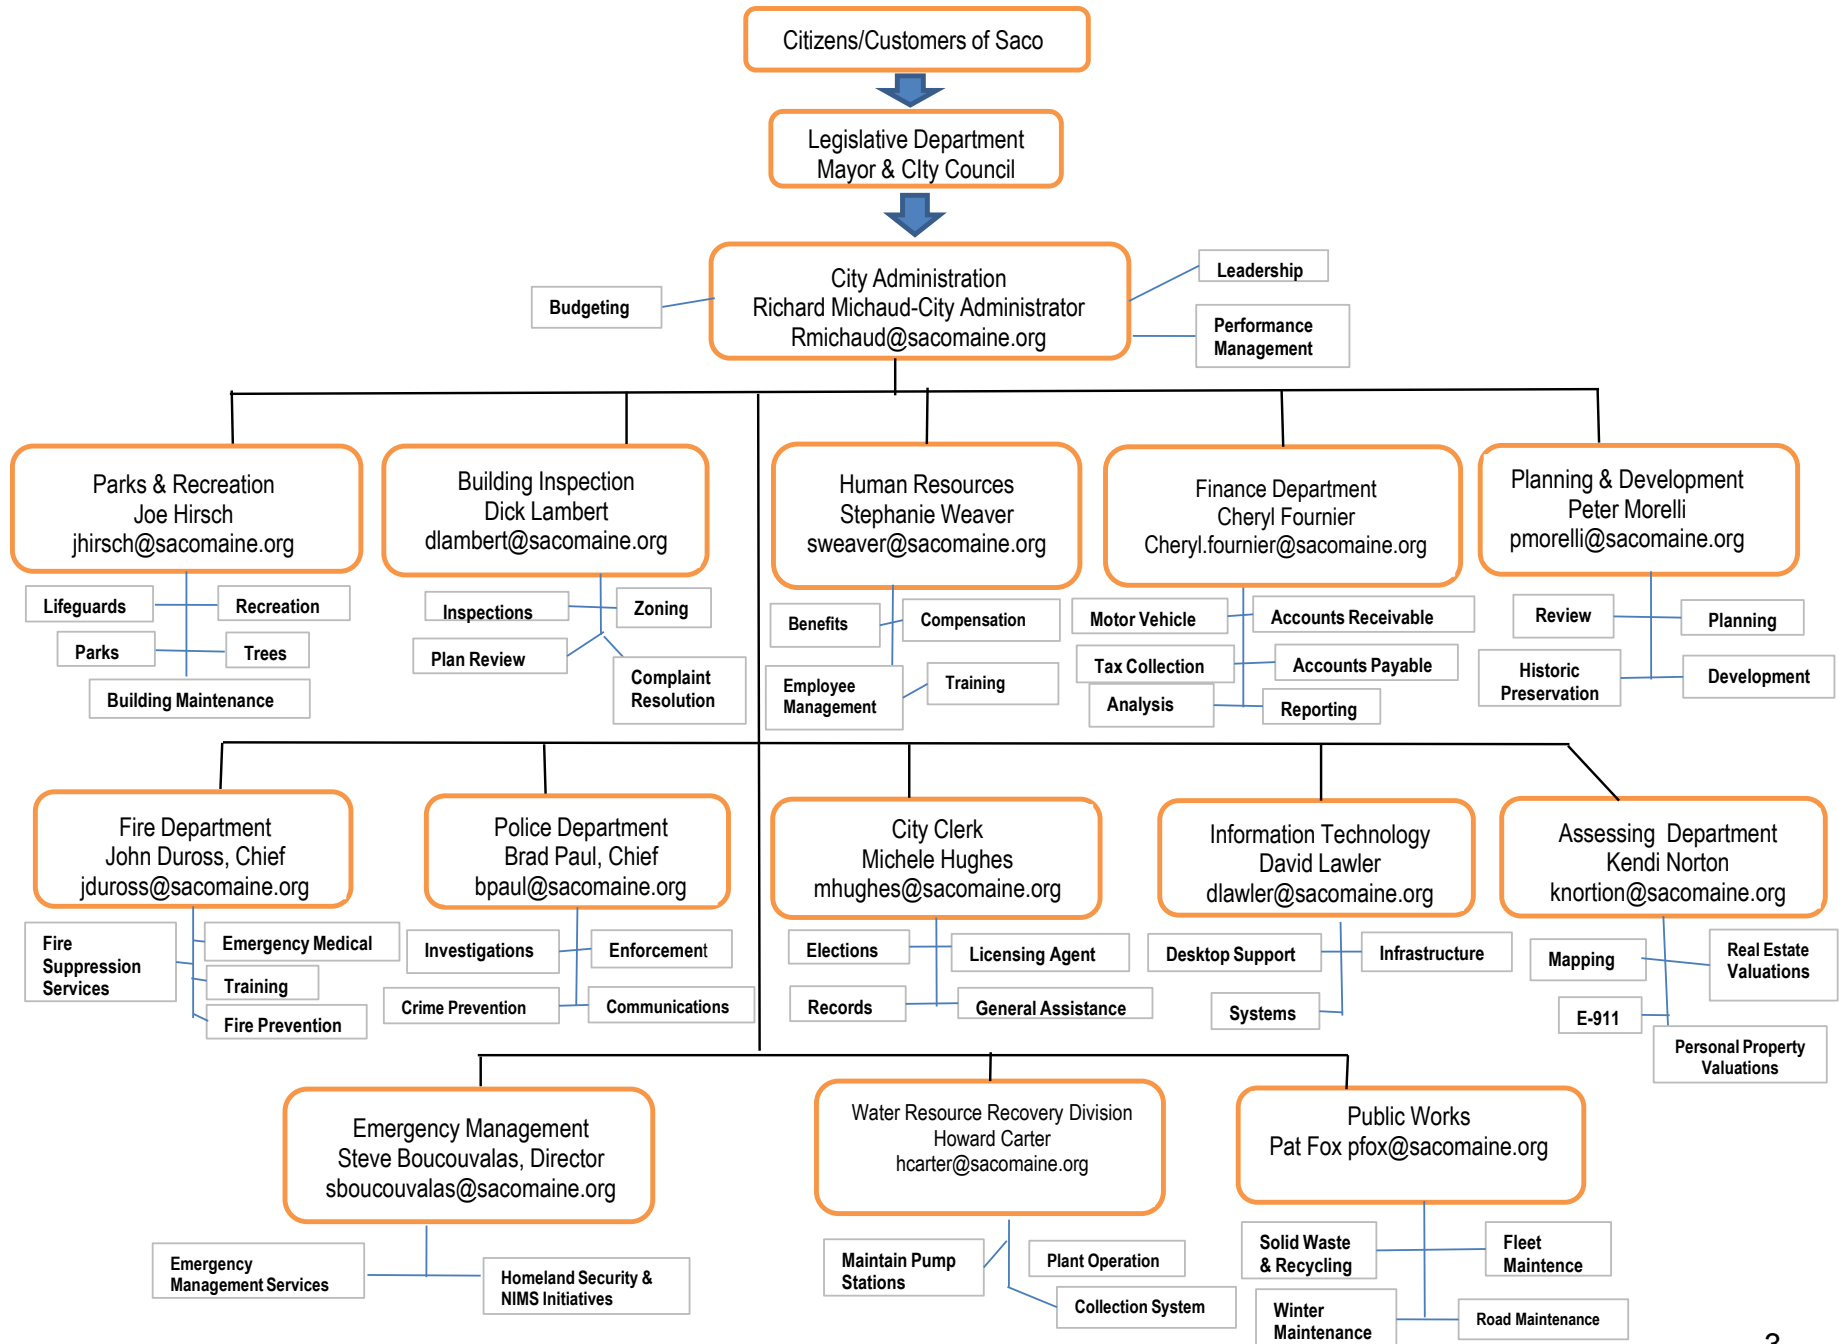 Citizens/Customers of Saco
Legislative Department
Mayor & CIty Council
City Administration
Richard Michaud-City Administrator
Rmichaud@sacomaine.org
Budgeting
Leadership
Performance
Management
Parks & Recreation
Joe Hirsch
jhirsch@sacomaine.org
Lifeguards
Recreation
Parks
Trees
Building Maintenance
Building Inspection
Dick Lambert
dlambert@sacomaine.org
Inspections
Zoning
Plan Review
Complaint
Resolution
Human Resources
Stephanie Weaver
sweaver@sacomaine.org
Benefits
Compensation
Employee
Management
Training
Finance Department
Cheryl Fournier
Cheryl.fournier@sacomaine.org
Motor Vehicle
Accounts Receivable
Tax Collection
Accounts Payable
Analysis
Reporting
Planning & Development
Peter Morelli
pmorelli@sacomaine.org
Review
Planning
Historic
Preservation
Development
Fire Department
John Duross, Chief
jduross@sacomaine.org
Fire
Suppression
Services
Emergency Medical
Training
Fire Prevention
Police Department
Brad Paul, Chief
bpaul@sacomaine.org
Investigations
Enforcement
Crime Prevention
Communications
City Clerk
Michele Hughes
mhughes@sacomaine.org
Elections
Licensing Agent
Records
General Assistance
Information Technology
David Lawler
dlawler@sacomaine.org
Desktop Support
Infrastructure
Systems
Assessing Department
Kendi Norton
knortion@sacomaine.org
Mapping
Real Estate
Valuations
E-911
Personal Property
Valuations
Emergency Management
Steve Boucouvalas, Director
sboucouvalas@sacomaine.org
Emergency
Management Services
Homeland Security &
NIMS Initiatives
Water Resource Recovery Division
Howard Carter
hcarter@sacomaine.org
Maintain Pump
Stations
Plant Operation
Collection System
Public Works
Pat Fox pfox@sacomaine.org
Solid Waste
& Recycling
Fleet
Maintence
Winter
Maintenance
Road Maintenance
3